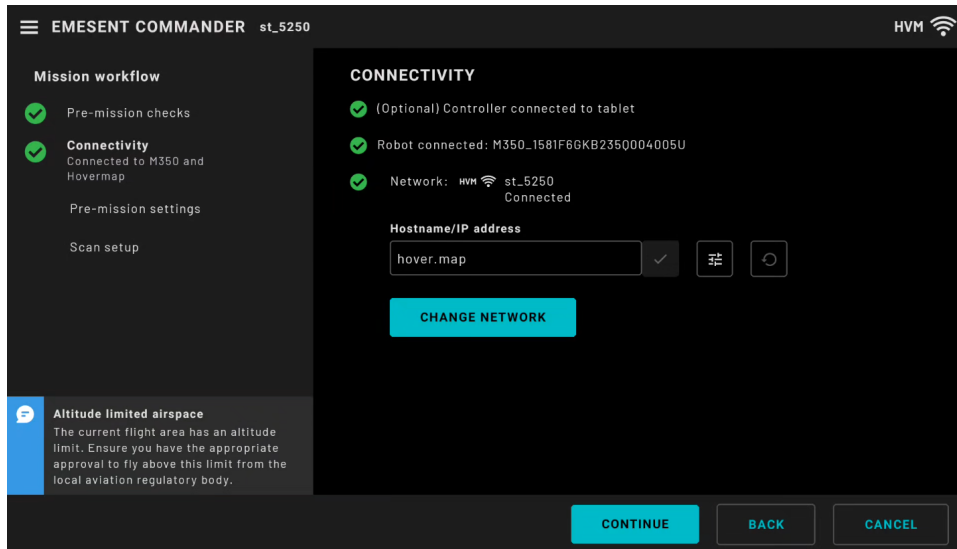 EMESENT COMMANDER st_5250
HVM
Mission workflow
Pre-mission checks
Connectivity
Connected to M350 and
Hovermap
Pre-mission settings
Scan setup
Altitude limited airspace
The current flight area has an altitude
limit. Ensure you have the appropriate
approval to fly above this limit from the
local aviation regulatory body.
CONNECTIVITY
(Optional) Controller connected to tablet
Robot connected: M350_1581F6GKB235Q004005U
Network: HVM st_5250
Connected
Hostname/IP address
hover.map
CHANGE NETWORK
CONTINUE
BACK
CANCEL